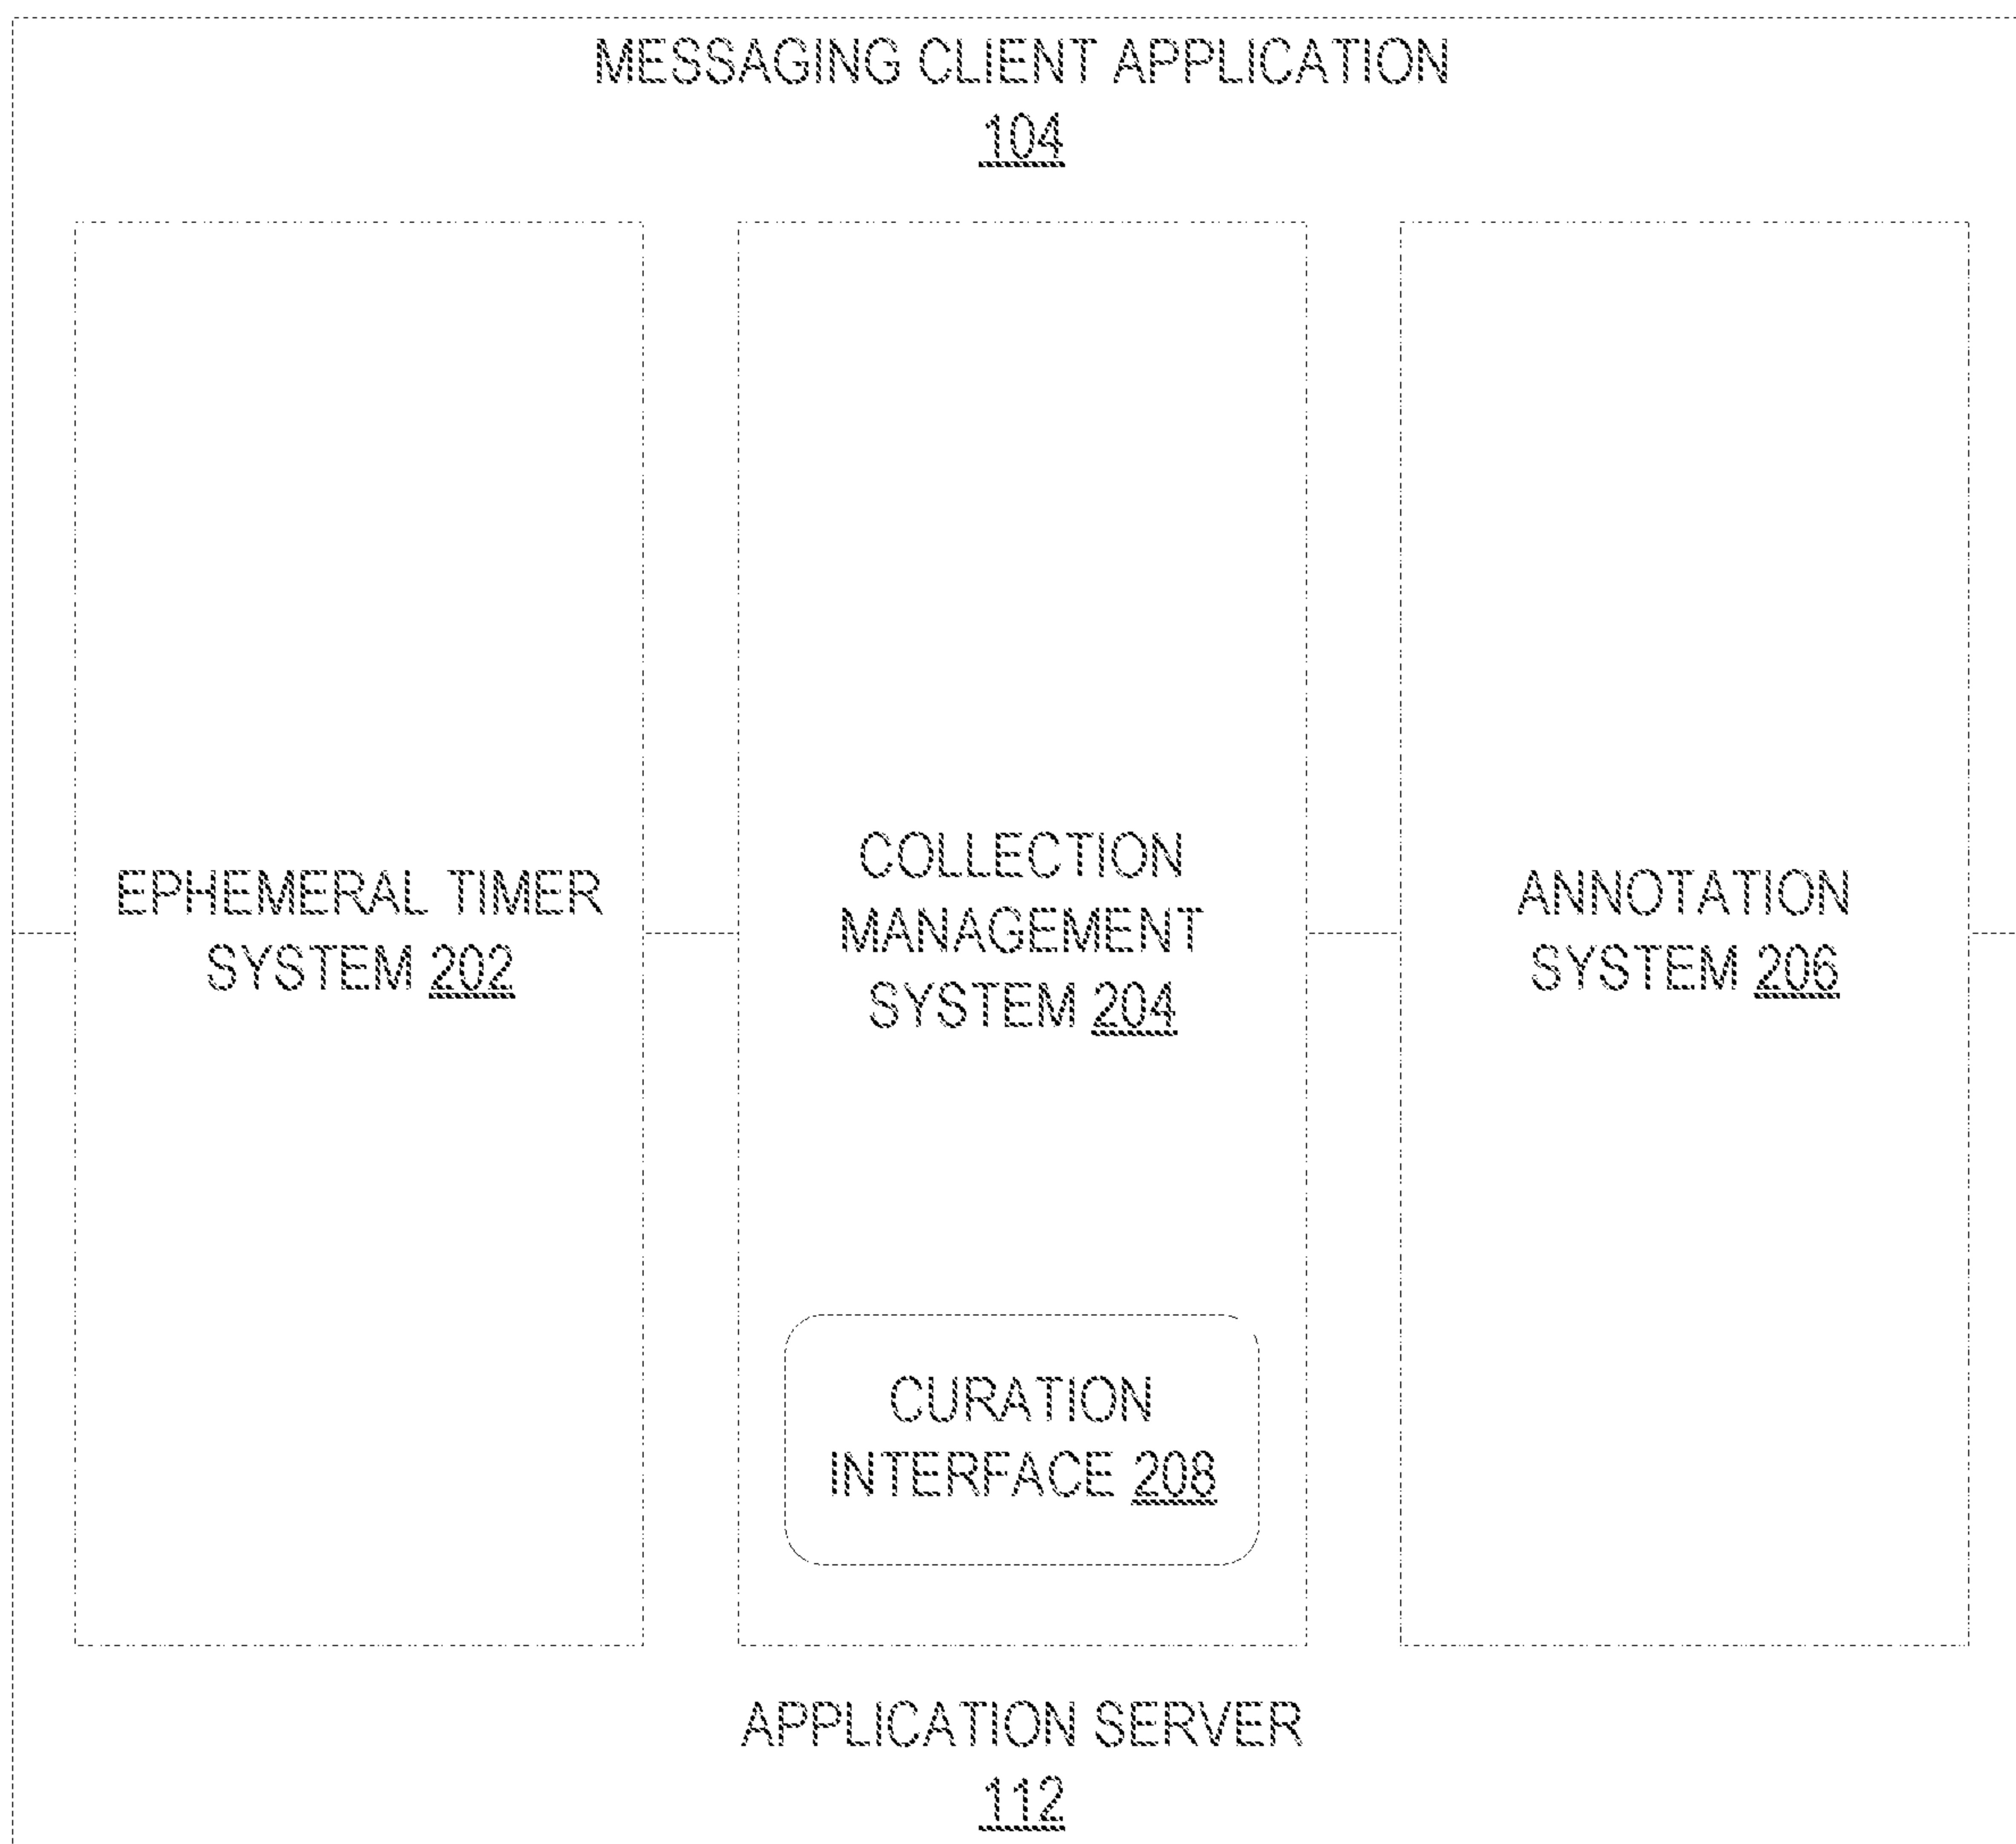 MESSAGING CLIENT APPLICATION
104
EPHEMERAL TIMER
SYSTEM 202
COLLECTION
MANAGEMENT
SYSTEM 204
ANNOTATION
SYSTEM 206
CURATION
INTERFACE 208
APPLICATION SERVER
112